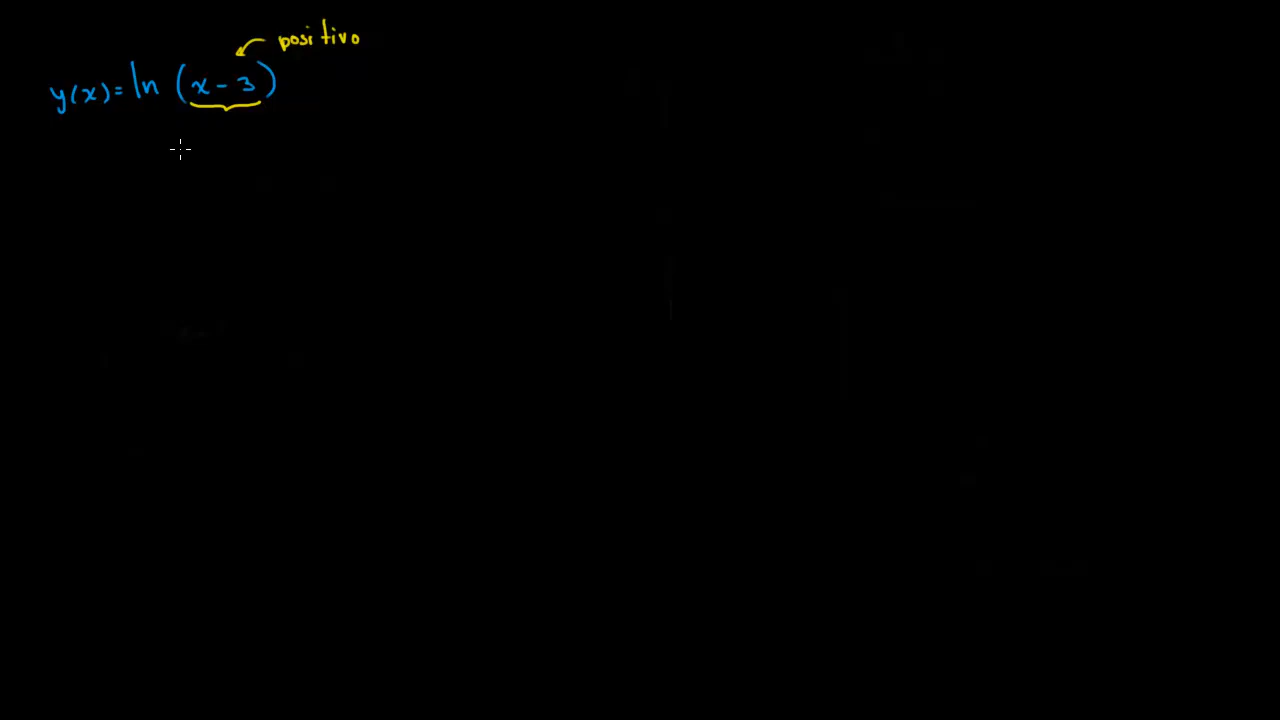 positivo
y(x)= ln (x-3)